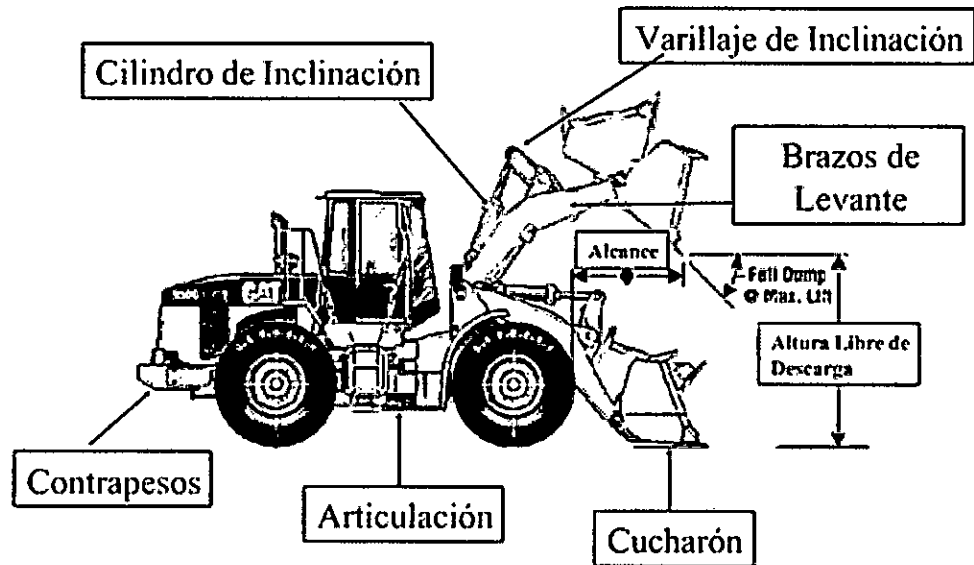 Varillaje de Inclinación
Cilindro de Inclinación
Brazos de
Levante
Alcance
Full Dump
@ Max. Lift
Altura Libre de
Descarga
CAT
Contrapesos
Articulación
Cucharón